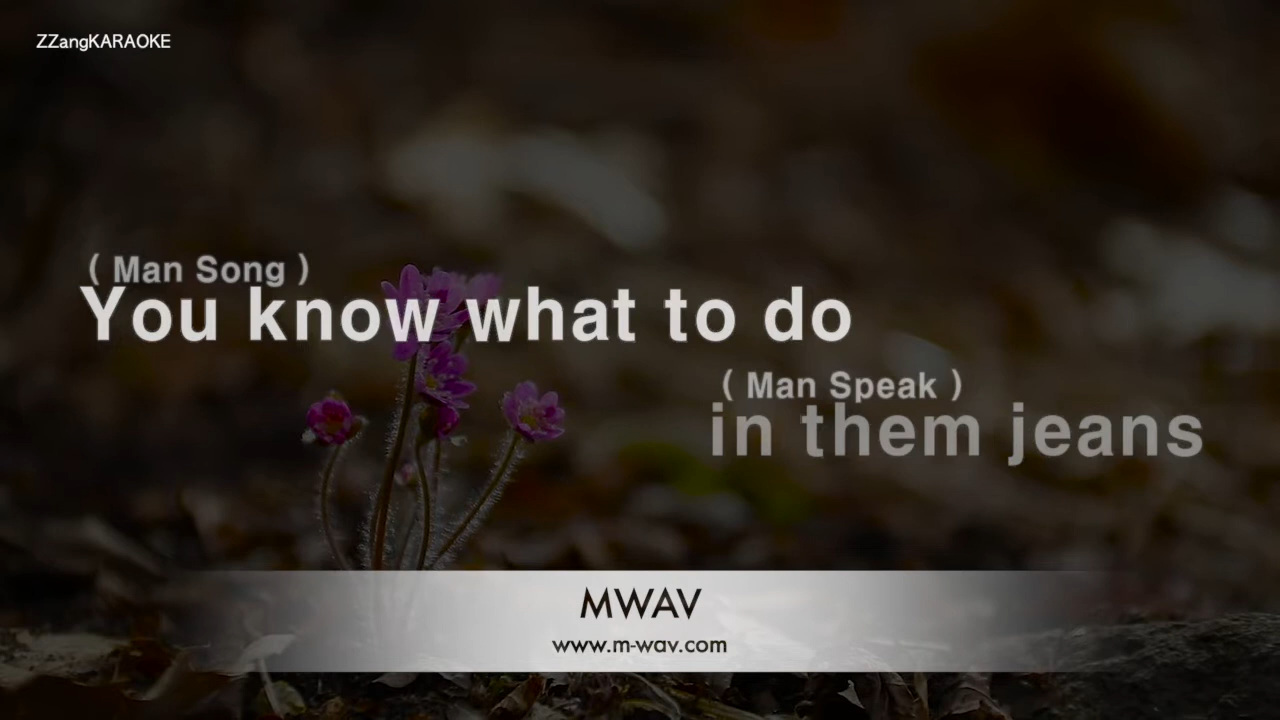 ZZangKARAOKE
( Man Song )
You know what to do
( Man Speak )
in them jeans
MWAV
www.m-wav.com